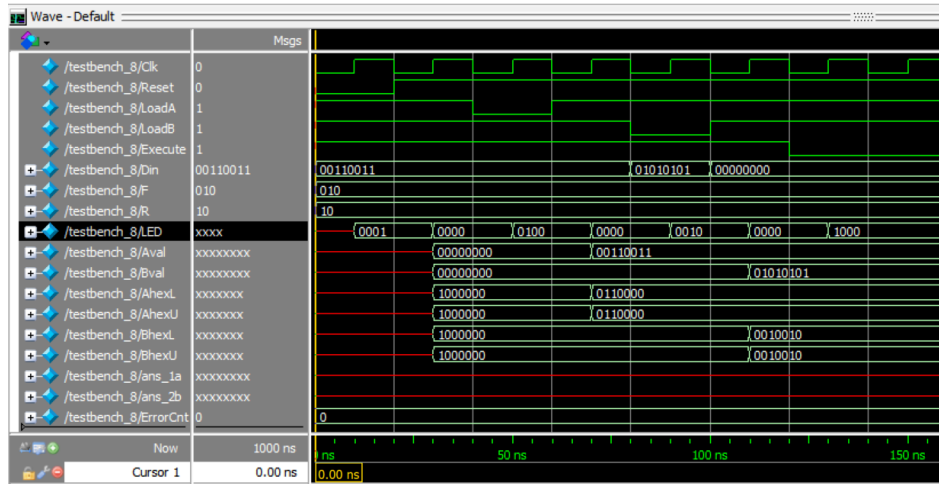 Wave - Default
Msgs
/testbench_8/Clk 0
/testbench_8/Reset 0
/testbench_8/LoadA 1
/testbench_8/LoadB 1
/testbench_8/Execute 1
/testbench_8/Din 00110011 00110011 01010101 00000000
/testbench_8/F 010 010
/testbench_8/R 10 10
/testbench_8/LED xxxx 0001 0000 0100 0000 0010 0000 1000
/testbench_8/Aval xxxxxxxx 00000000 00110011
/testbench_8/Bval xxxxxxxx 00000000 01010101
/testbench_8/AhexL xxxxxxx 1000000 0110000
/testbench_8/AhexU xxxxxxx 1000000 0110000
/testbench_8/BhexL xxxxxxx 1000000 0010010
/testbench_8/BhexU xxxxxxx 1000000 0010010
/testbench_8/ans_1a xxxxxxxx
/testbench_8/ans_2b xxxxxxxx
/testbench_8/ErrorCnt 0 0
Now 1000 ns ns 50 ns 100 ns 150 ns
Cursor 1 0.00 ns 0.00 ns